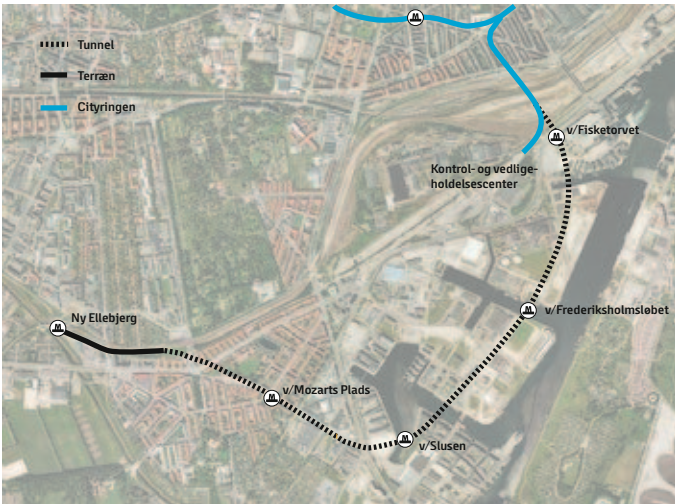 Tunnel
Terræn
Cityringen
v/Fisketorvet
Kontrol- og vedlige-
holdelsescenter
Ny Ellebjerg
v/Frederiksholmsløbet
v/Mozarts Plads
v/Slusen